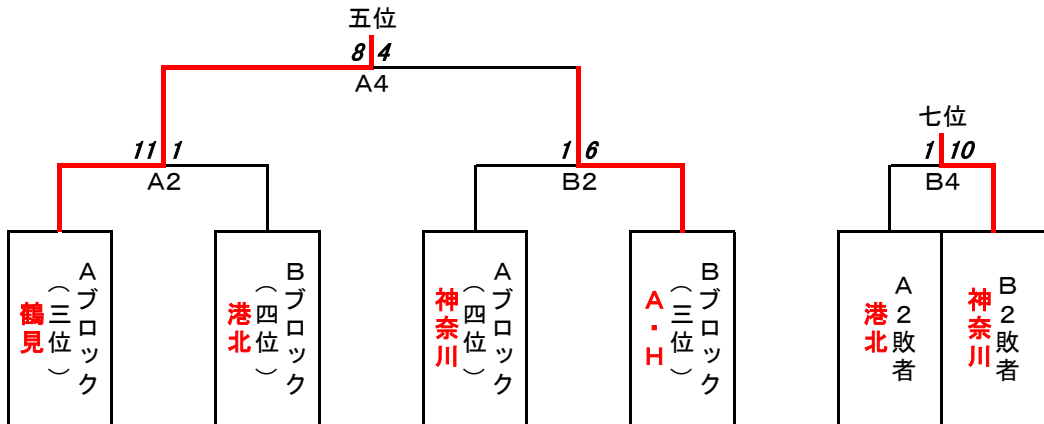 五位
8 4
A4
七位
11 1
A2
1 6
B2
1 10
B4
Aブロック
（三位）
鶴見
Bブロック
（四位）
港北
Aブロック
（四位）
神奈川
Bブロック
（三位）
A・H
A2敗者
港北
B2敗者
神奈川